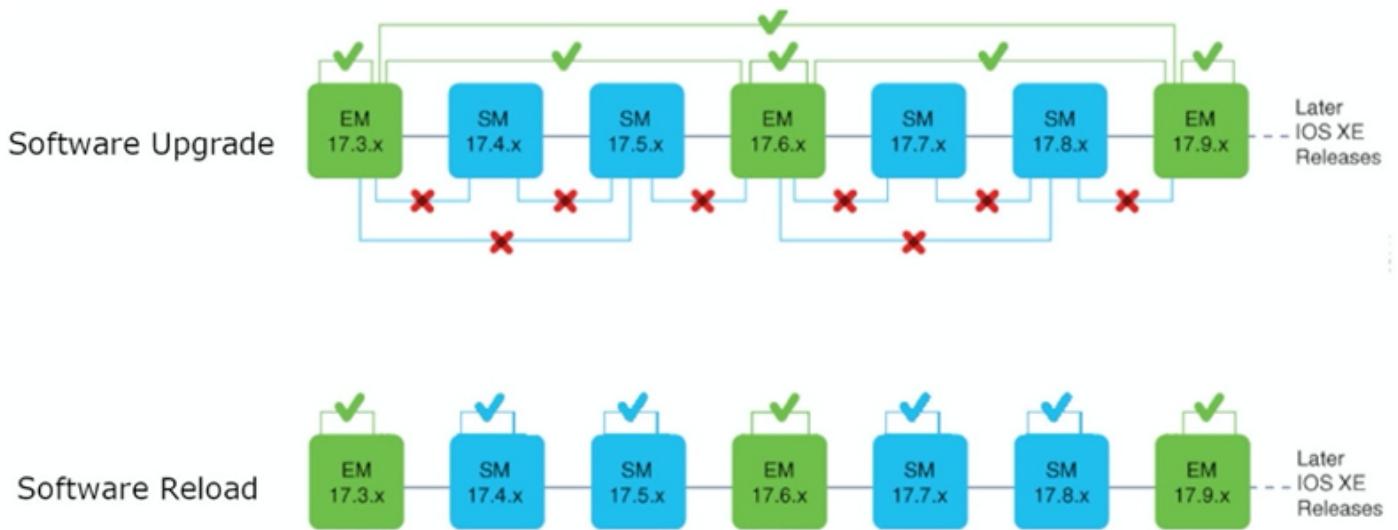 Software Upgrade
EM
17.3.x
SM
17.4.x
SM
17.5.x
EM
17.6.x
SM
17.7.x
SM
17.8.x
EM
17.9.x
Later
IOS XE
Releases
Software Reload
EM
17.3.x
SM
17.4.x
SM
17.5.x
EM
17.6.x
SM
17.7.x
SM
17.8.x
EM
17.9.x
Later
IOS XE
Releases